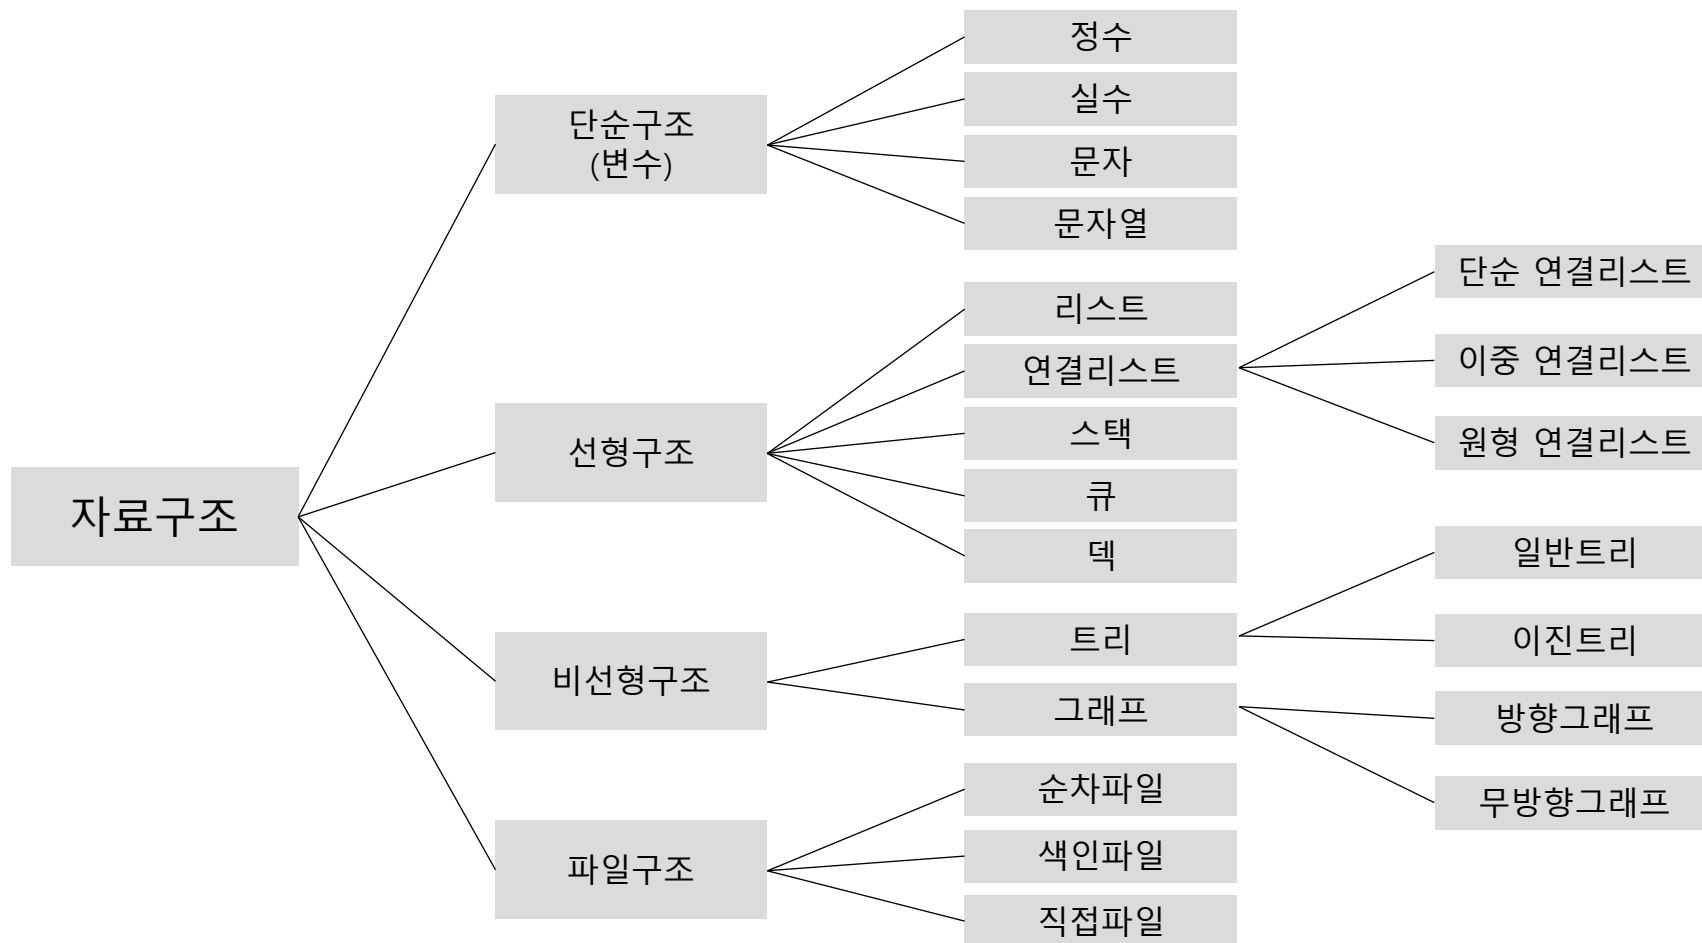 자료구조
단순구조
(변수)
정수
실수
문자
문자열
선형구조
리스트
연결리스트
단순 연결리스트
이중 연결리스트
원형 연결리스트
스택
큐
덱
비선형구조
트리
일반트리
이진트리
그래프
방향그래프
무방향그래프
파일구조
순차파일
색인파일
직접파일